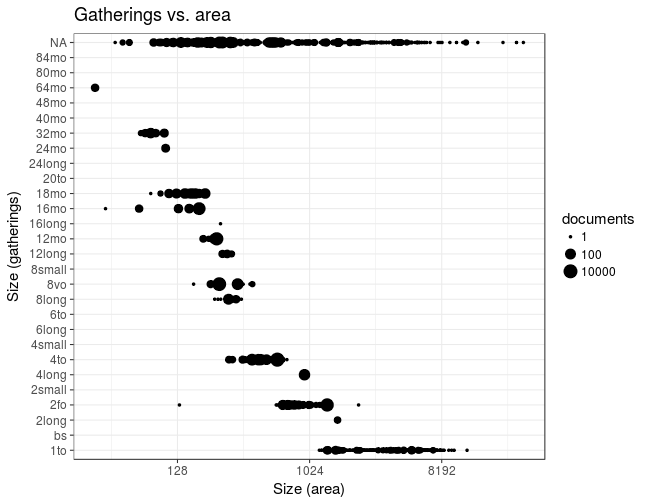 Gatherings vs. area
NA
84mo
80mo
64mo
48mo
40mo
32mo
24mo
24long
20to
18mo
16mo
16long
12mo
12long
8small
8vo
8long
6to
6long
4small
4to
4long
2small
2fo
2long
bs
1to
Size (gatherings)
128
1024
8192
Size (area)
documents
1
100
10000